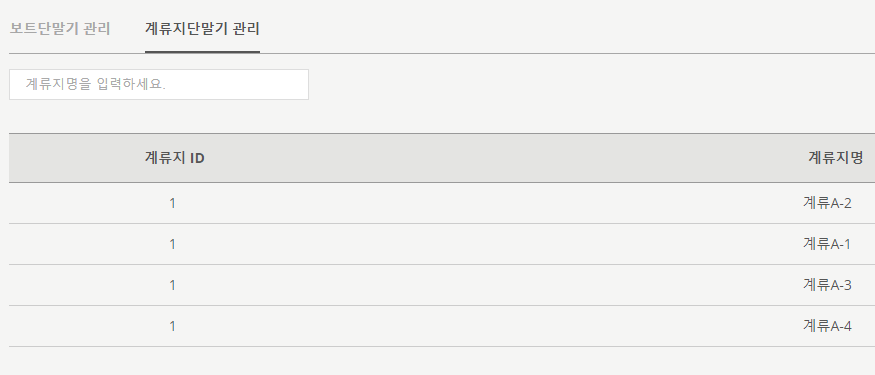 보트단말기 관리 계류지단말기 관리
계류지명을 입력하세요.
계류지 ID 계류지명
1 계류A-2
1 계류A-1
1 계류A-3
1 계류A-4